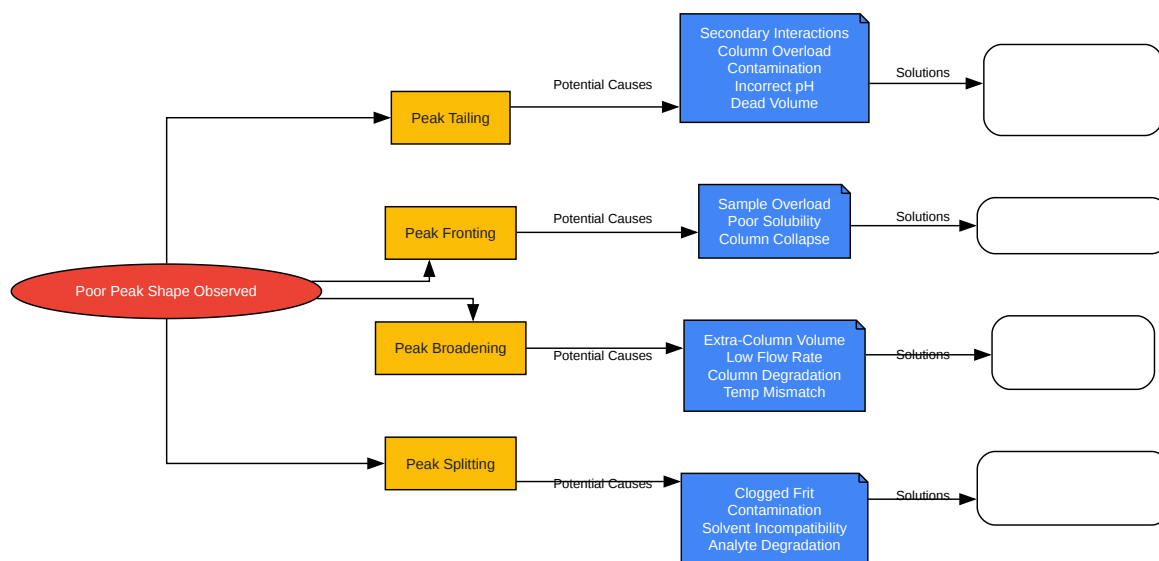 Secondary Interactions
Column Overload
Contamination
Incorrect pH
Dead Volume
Potential Causes
Solutions
Peak Tailing
Sample Overload
Poor Solubility
Column Collapse
Potential Causes
Solutions
Peak Fronting
Poor Peak Shape Observed
Extra-Column Volume
Low Flow Rate
Column Degradation
Temp Mismatch
Peak Broadening
Potential Causes
Solutions
Peak Splitting
Potential Causes
Clogged Frit
Contamination
Solvent Incompatibility
Analyte Degradation
Solutions